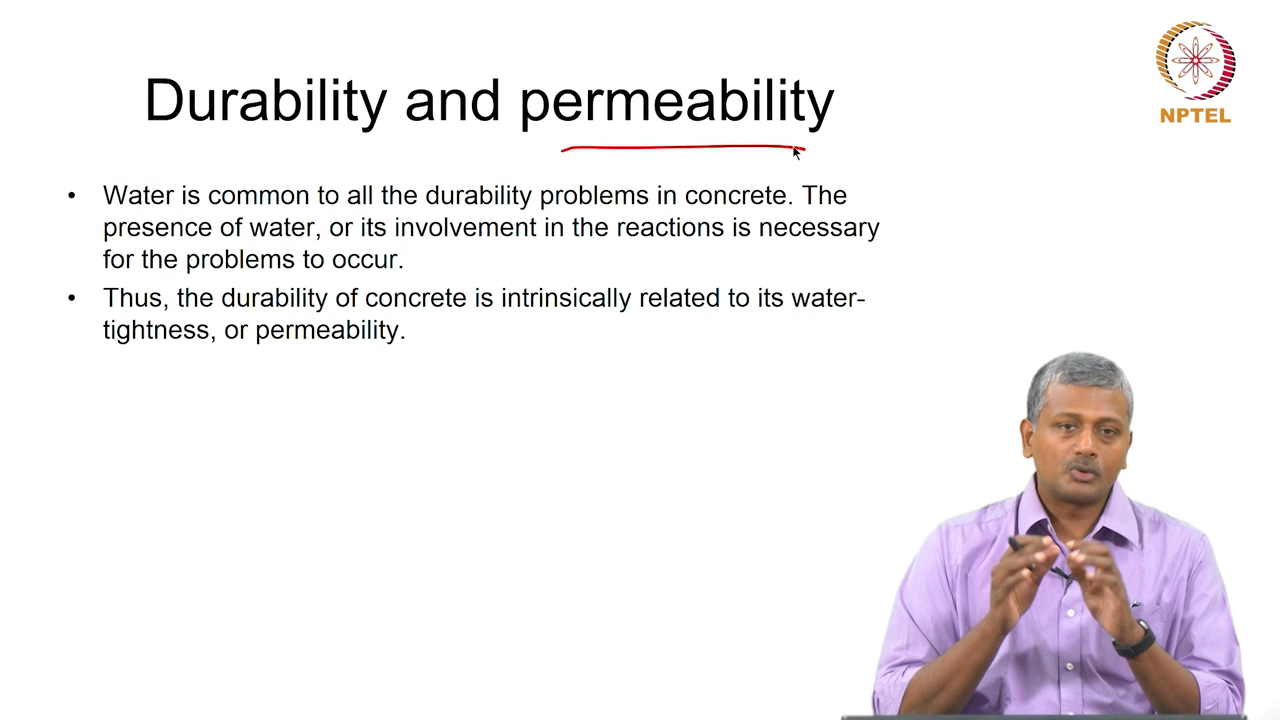 Durability and permeability
NPTEL
• Water is common to all the durability problems in concrete. The
presence of water, or its involvement in the reactions is necessary
for the problems to occur.
• Thus, the durability of concrete is intrinsically related to its water-
tightness, or permeability.